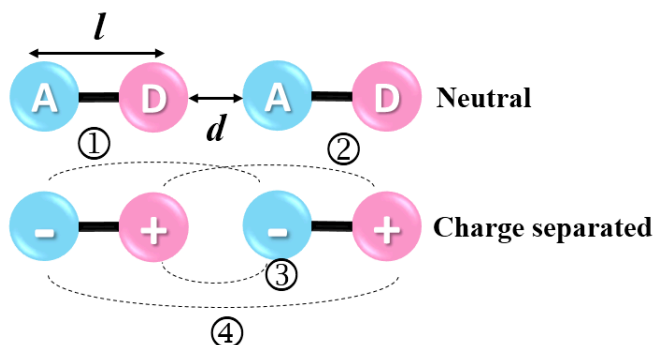 l
A D A D Neutral
d
① ②
- + - + Charge separated
③
④